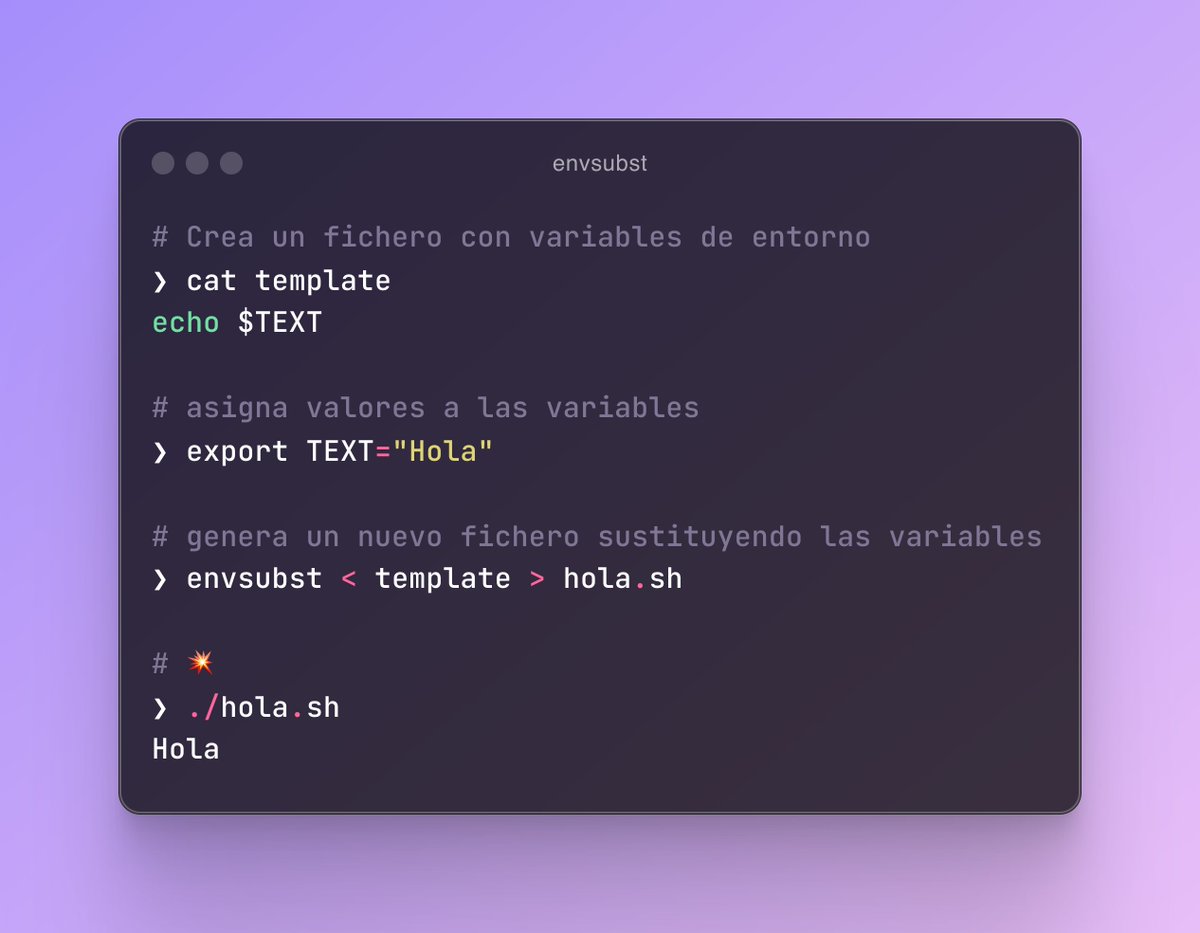 envsubst
# Crea un fichero con variables de entorno
❯ cat template
echo $TEXT
# asigna valores a las variables
❯ export TEXT="Hola"
# genera un nuevo fichero sustituyendo las variables
❯ envsubst < template > hola.sh
# 💥
❯ ./hola.sh
Hola